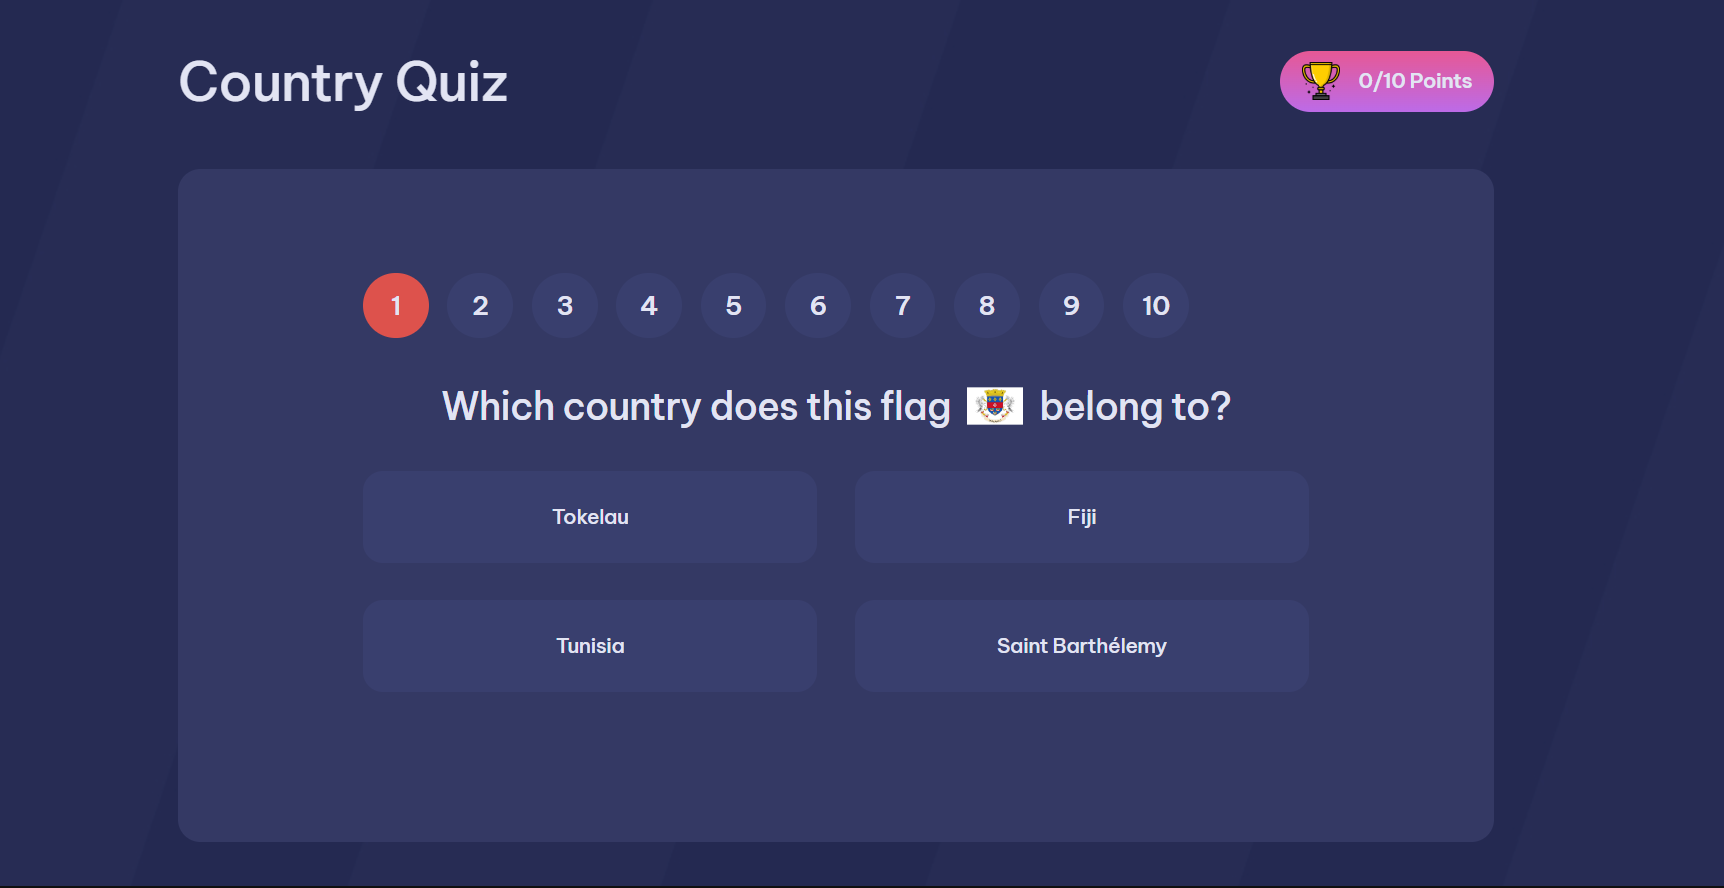 Country Quiz
0/10 Points
1 2 3 4 5 6 7 8 9 10
Which country does this flag belong to?
Tokelau
Fiji
Tunisia
Saint Barthélemy